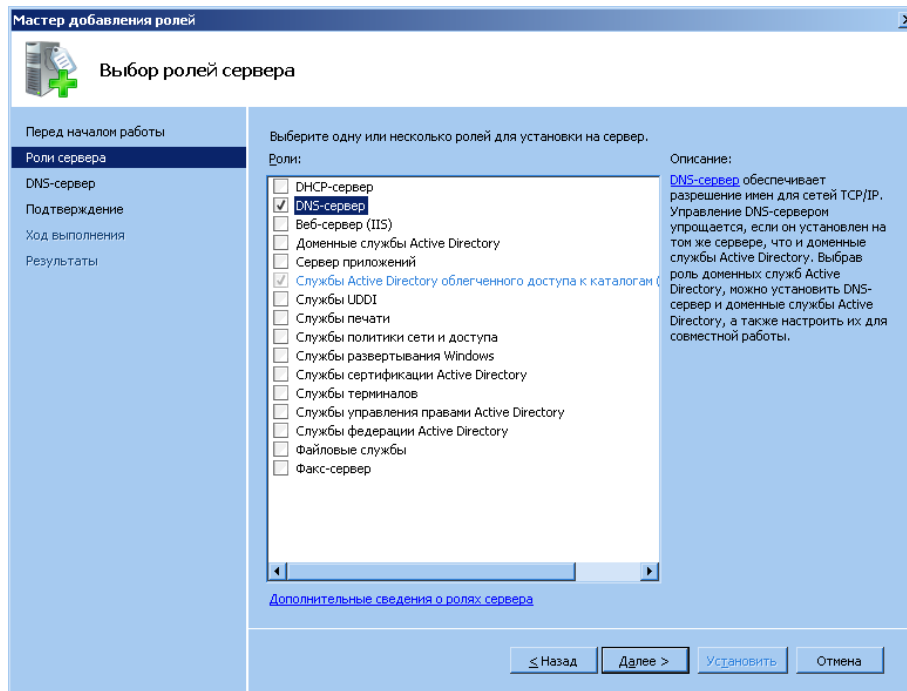 Мастер добавления ролей
Выбор ролей сервера
Перед началом работы
Роли сервера
DNS-сервер
Подтверждение
Ход выполнения
Результаты
Выберите одну или несколько ролей для установки на сервер.
Роли:
DHCP-сервер
DNS-сервер
Веб-сервер (IIS)
Доменные службы Active Directory
Сервер приложений
Службы Active Directory облегченного доступа к каталогам (
Службы UDDI
Службы печати
Службы политики сети и доступа
Службы развертывания Windows
Службы сертификации Active Directory
Службы терминалов
Службы управления правами Active Directory
Службы федерации Active Directory
Файловые службы
Факс-сервер
Дополнительные сведения о ролях сервера
Описание:
DNS-сервер обеспечивает
разрешение имен для сетей TCP/IP.
Управление DNS-сервером
упрощается, если он установлен на
том же сервере, что и доменные
службы Active Directory. Выбрав
роль доменных служб Active
Directory, можно установить DNS-
сервер и доменные службы Active
Directory, а также настроить их для
совместной работы.
< Назад
Далее >
Установить
Отмена